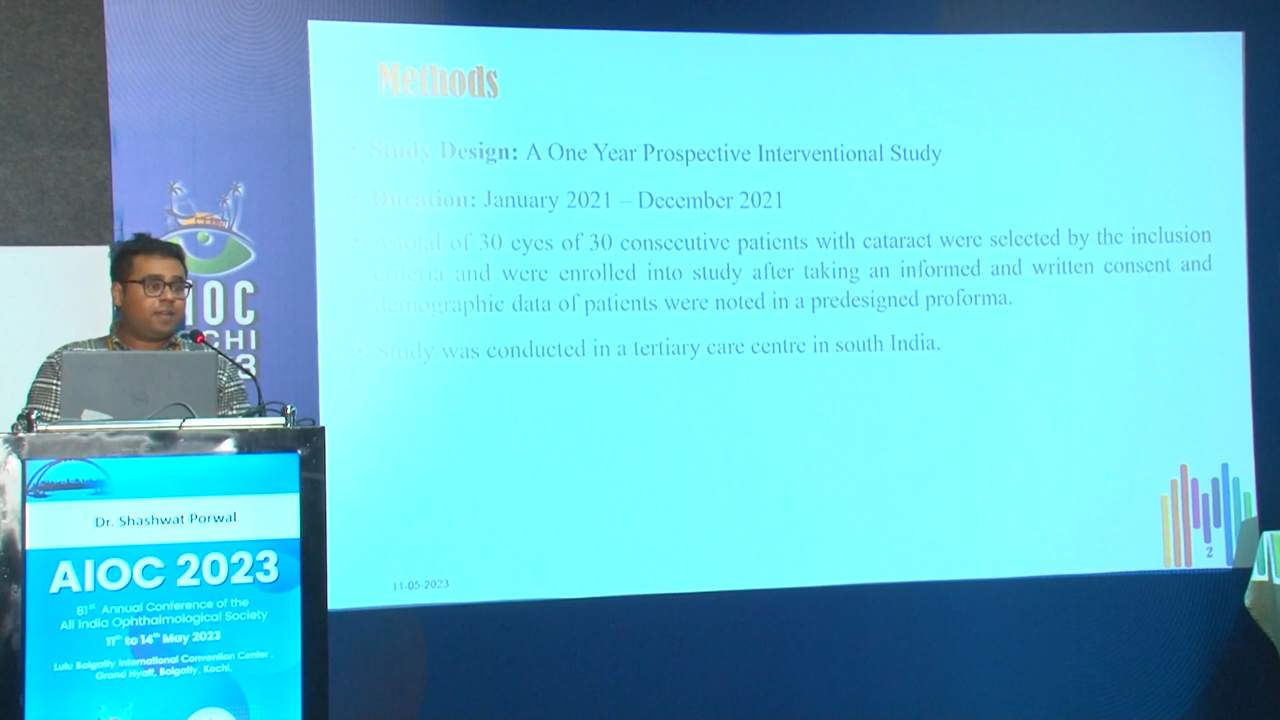 Methods
Study Design: A One Year Prospective Interventional Study
Duration: January 2021 – December 2021
A total of 30 eyes of 30 consecutive patients with cataract were selected by the inclusion
criteria and were enrolled into study after taking an informed and written consent and
demographic data of patients were noted in a predesigned proforma.
Study was conducted in a tertiary care centre in south India.
2
11-05-2023
IOC
CHI
3
Dr. Shashwat Porwal
AIOC 2023
81st Annual Conference of the
All India Ophthalmological Society
11th to 14th May 2023
Lulu Bolgatty International Convention Center,
Grand Hyatt, Bolgatty, Kochi.